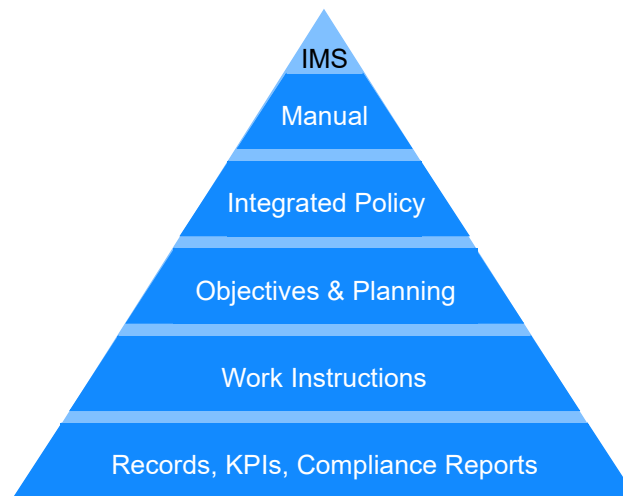 IMS
Manual
Integrated Policy
Objectives & Planning
Work Instructions
Records, KPIs, Compliance Reports